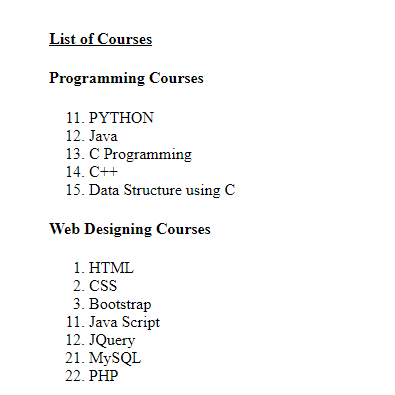 List of Courses
Programming Courses
11. PYTHON
12. Java
13. C Programming
14. C++
15. Data Structure using C
Web Designing Courses
1. HTML
2. CSS
3. Bootstrap
11. Java Script
12. JQuery
21. MySQL
22. PHP